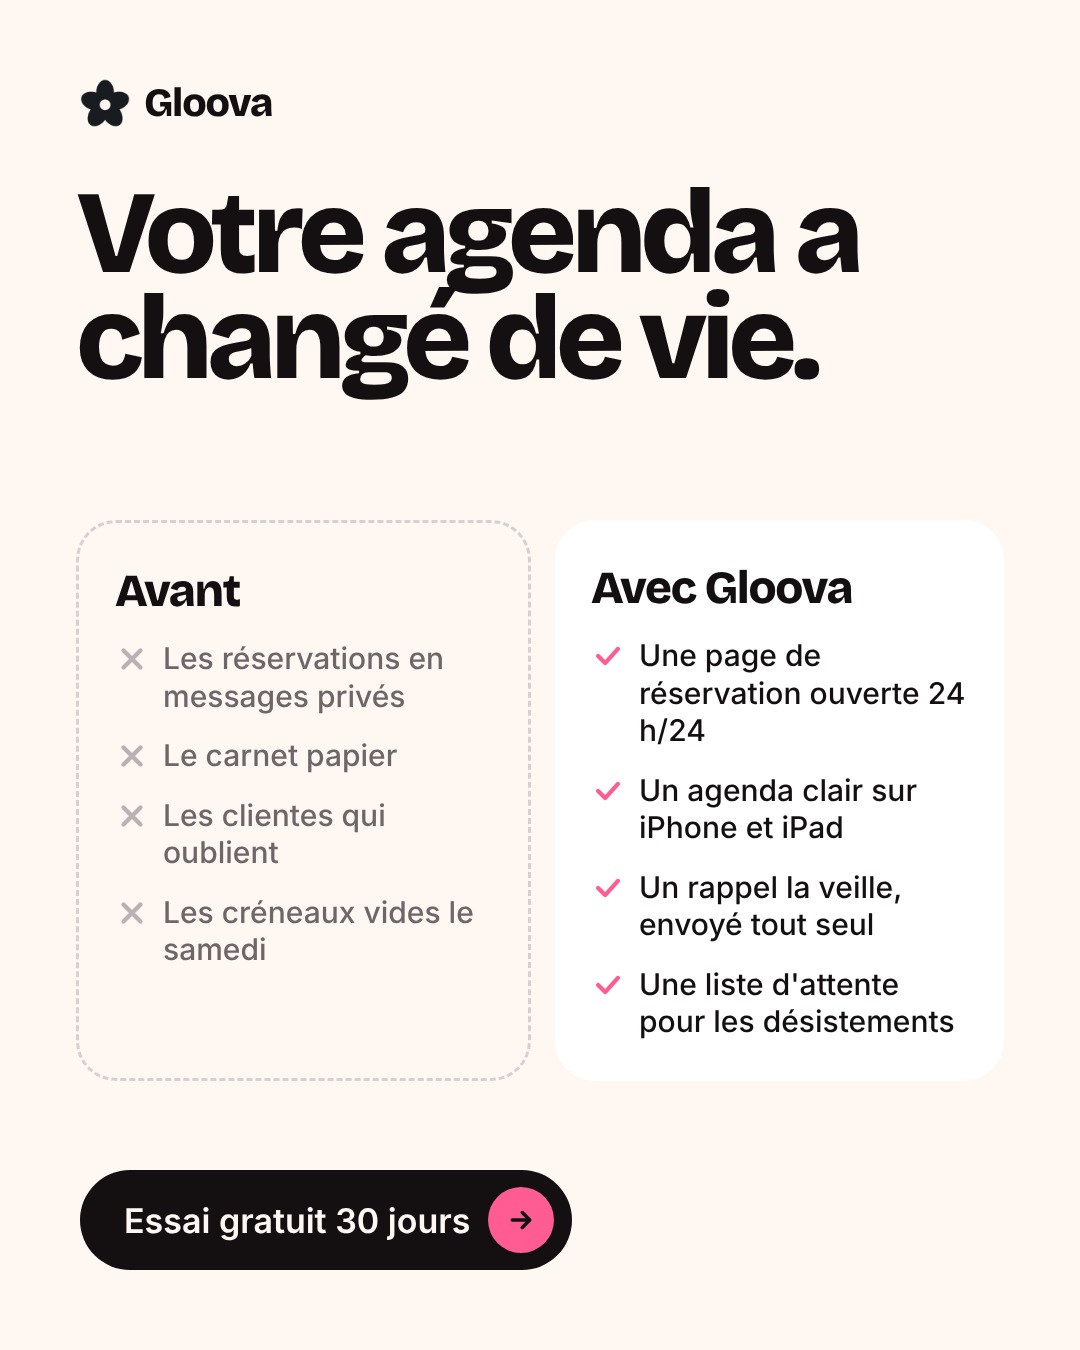 Gloova
Votre agenda a
changé de vie.
Avant
Les réservations en
messages privés
Le carnet papier
Les clientes qui
oublient
Les créneaux vides le
samedi
Avec Gloova
Une page de
réservation ouverte 24
h/24
Un agenda clair sur
iPhone et iPad
Un rappel la veille,
envoyé tout seul
Une liste d'attente
pour les désistements
Essai gratuit 30 jours